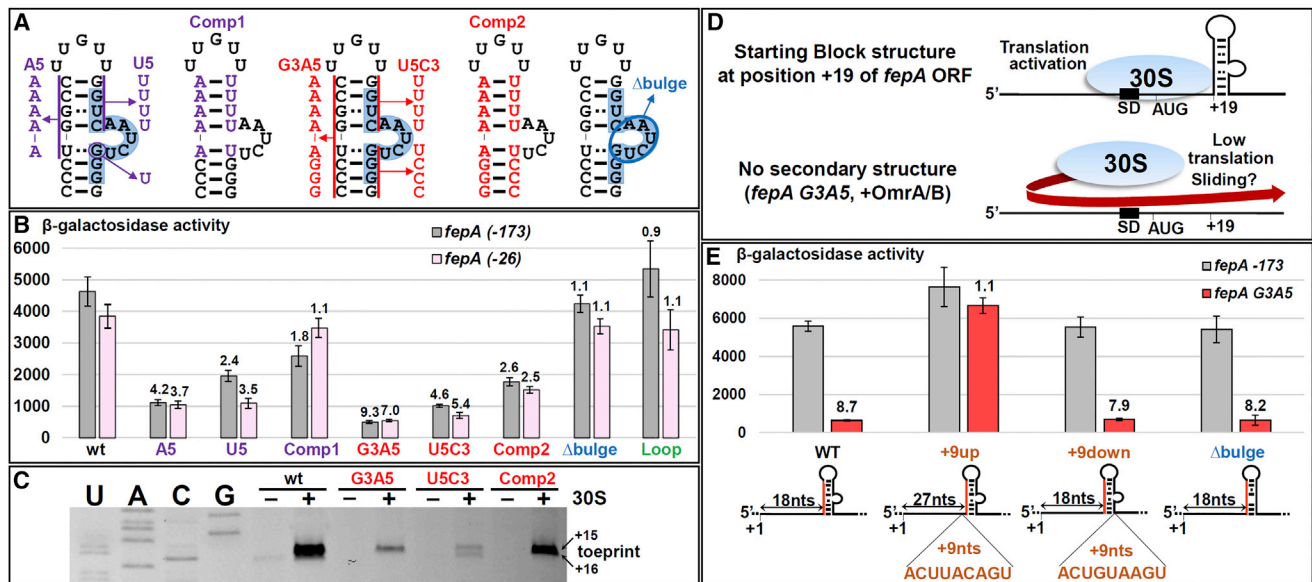 A
Comp1
Comp2
A5
U5
G3A5
U5C3
Δbulge
B
β-galactosidase activity
fepA (-173)
fepA (-26)
6000
5000
4000
3000
2000
1000
0
4.2
3.7
2.4
3.5
1.8
1.1
9.3
7.0
4.6
5.4
2.6
2.5
1.1
1.1
0.9
1.1
wt
A5
U5
Comp1
G3A5
U5C3
Comp2
Δbulge
Loop
C
U A C G
wt
G3A5
U5C3
Comp2
– + – + – + – + 30S
+15
toeprint
+16
D
Starting Block structure
at position +19 of fepA ORF
Translation
activation
30S
5'
SD
AUG
+19
No secondary structure
(fepA G3A5, +OmrA/B)
30S
Low
translation
Sliding?
5'
SD
AUG
+19
E
β-galactosidase activity
fepA -173
fepA G3A5
8000
6000
4000
2000
0
8.7
1.1
7.9
8.2
WT
+9up
+9down
Δbulge
18nts
27nts
18nts
18nts
5'
5'
5'
5'
+1
+1
+1
+1
+9nts
+9nts
ACUUACAGU
ACUGUAAGU